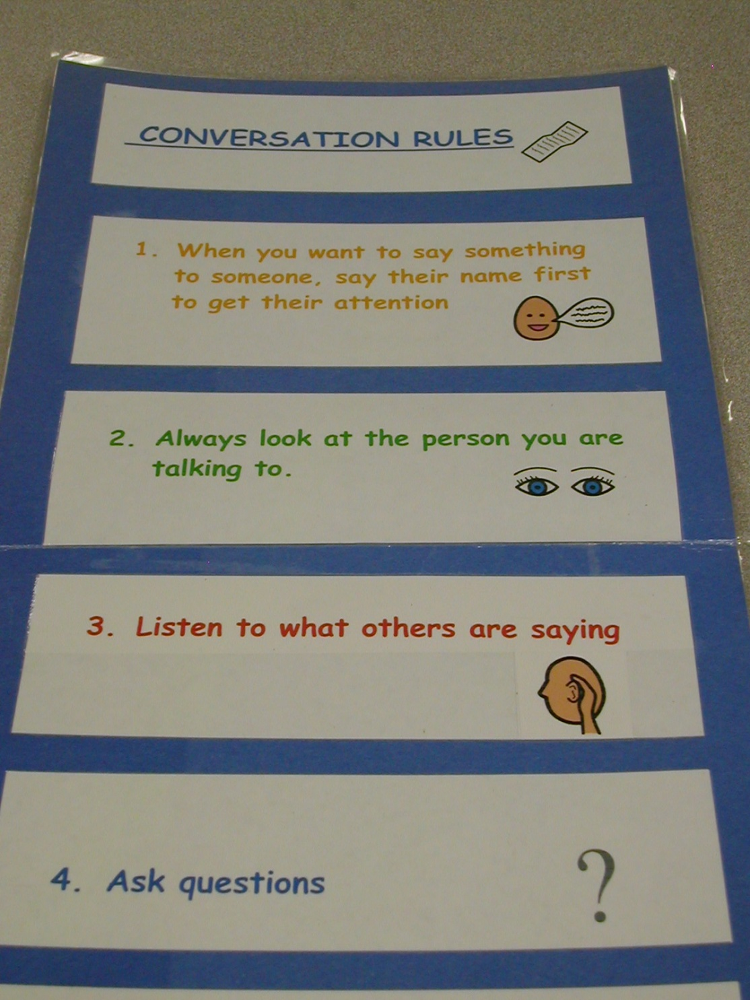 CONVERSATION RULES
1. When you want to say something
to someone, say their name first
to get their attention
2. Always look at the person you are
talking to.
3. Listen to what others are saying
4. Ask questions
?